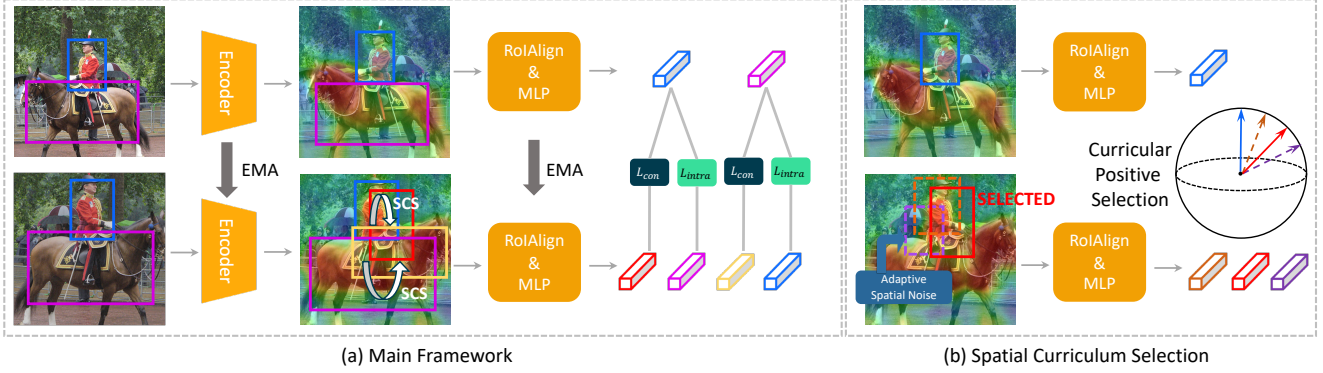 Encoder
RoIAlign
&
MLP
EMA
EMA
L_con
L_intra
L_con
L_intra
Encoder
SCS
SCS
RoIAlign
&
MLP
(a) Main Framework
RoIAlign
&
MLP
Curricular
Positive
Selection
SELECTED
Adaptive
Spatial Noise
RoIAlign
&
MLP
(b) Spatial Curriculum Selection